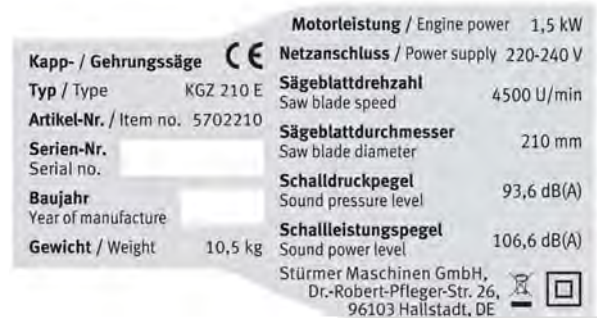 Kapp- / Gehrungssäge CE
Typ / Type KGZ 210 E
Artikel-Nr. / Item no. 5702210
Serien-Nr.
Serial no.
Baujahr
Year of manufacture
Gewicht / Weight 10,5 kg
Motorleistung / Engine power 1,5 kW
Netzanschluss / Power supply 220-240 V
Sägeblattdrehzahl
Saw blade speed 4500 U/min
Sägeblattdurchmesser
Saw blade diameter 210 mm
Schalldruckpegel
Sound pressure level 93,6 dB(A)
Schallleistungspegel
Sound power level 106,6 dB(A)
Stürmer Maschinen GmbH,
Dr.-Robert-Pfleger-Str. 26,
96103 Hallstadt, DE